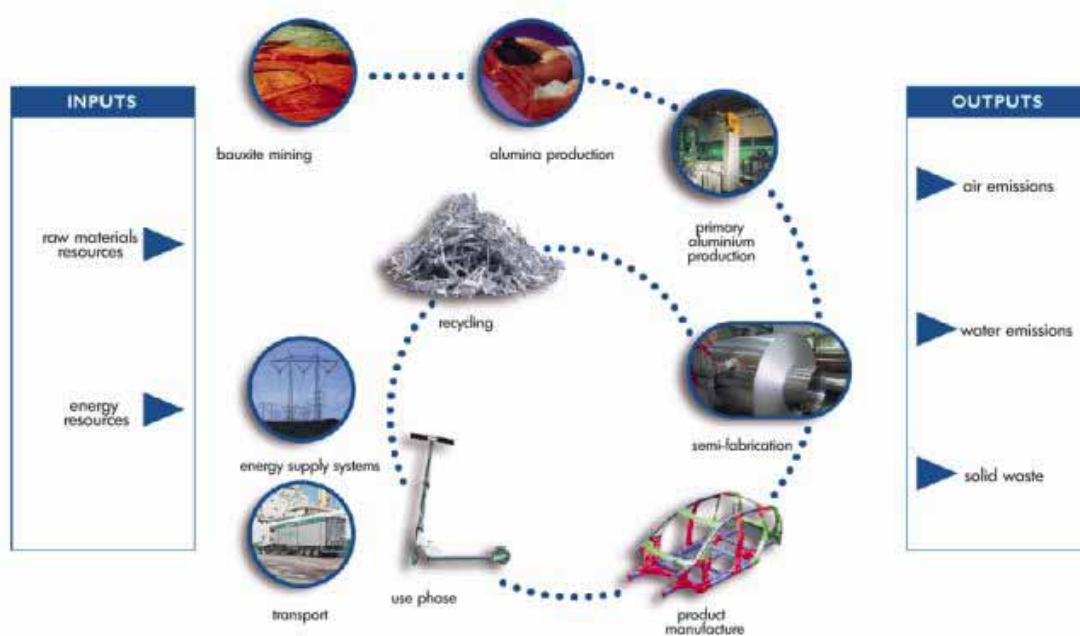 INPUTS
raw materials
resources
energy
resources
bauxite mining
alumina production
primary
aluminium
production
recycling
semi-fabrication
energy supply systems
transport
use phase
product
manufacture
OUTPUTS
air emissions
water emissions
solid waste